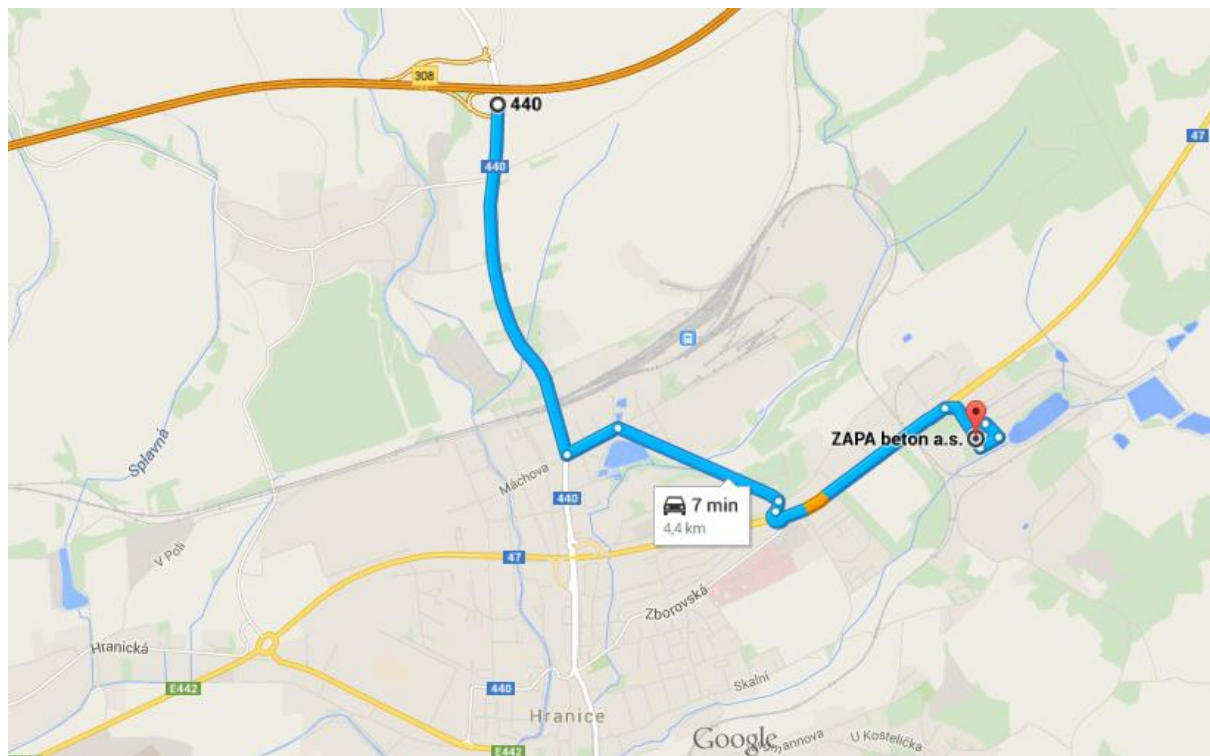 308
440
440
47
ZAPA beton a.s.
Splavná
Máchova
440
7 min
4,4 km
V Poli
47
Zborovská
Hranická
E442
440
Skalní
Hranice
Google
U Kostelíčka
E442